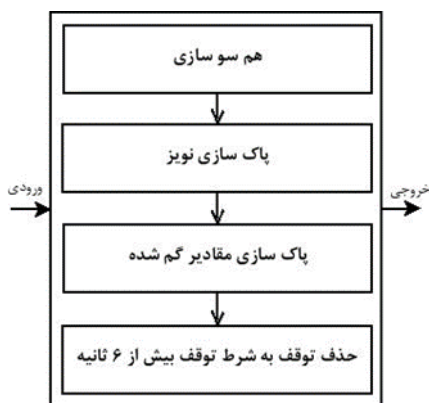 هم سو سازی
پاک سازی نویز
ورودی
خروجی
پاک سازی مقادیر گم شده
حذف توقف به شرط توقف بیش از ۶ ثانیه